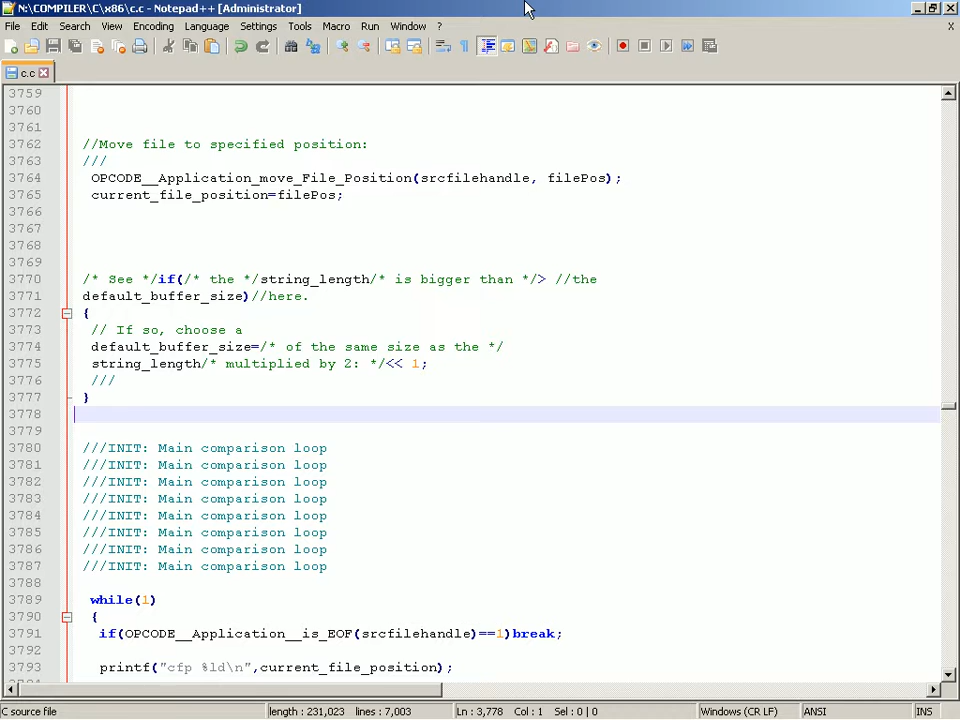 N:\COMPILER\C\x86\c.c - Notepad++ [Administrator]
File Edit Search View Encoding Language Settings Tools Macro Run Window ? X
c.c
3759
3760
3761
3762 //Move file to specified position:
3763 ///
3764 OPCODE__Application_move_File_Position(srcfilehandle, filePos);
3765 current_file_position=filePos;
3766
3767
3768
3769
3770 /* See */if(/* the */string_length/* is bigger than */> //the
3771 default_buffer_size)//here.
3772 {
3773 // If so, choose a
3774 default_buffer_size=/* of the same size as the */
3775 string_length/* multiplied by 2: */<< 1;
3776 ///
3777 }
3778
3779
3780 ///INIT: Main comparison loop
3781 ///INIT: Main comparison loop
3782 ///INIT: Main comparison loop
3783 ///INIT: Main comparison loop
3784 ///INIT: Main comparison loop
3785 ///INIT: Main comparison loop
3786 ///INIT: Main comparison loop
3787 ///INIT: Main comparison loop
3788
3789 while(1)
3790 {
3791 if(OPCODE__Application__is_EOF(srcfilehandle)==1)break;
3792
3793 printf("cfp %ld\n",current_file_position);
C source file length : 231,023 lines : 7,003 Ln : 3,778 Col : 1 Sel : 0 | 0 Windows (CR LF) ANSI INS